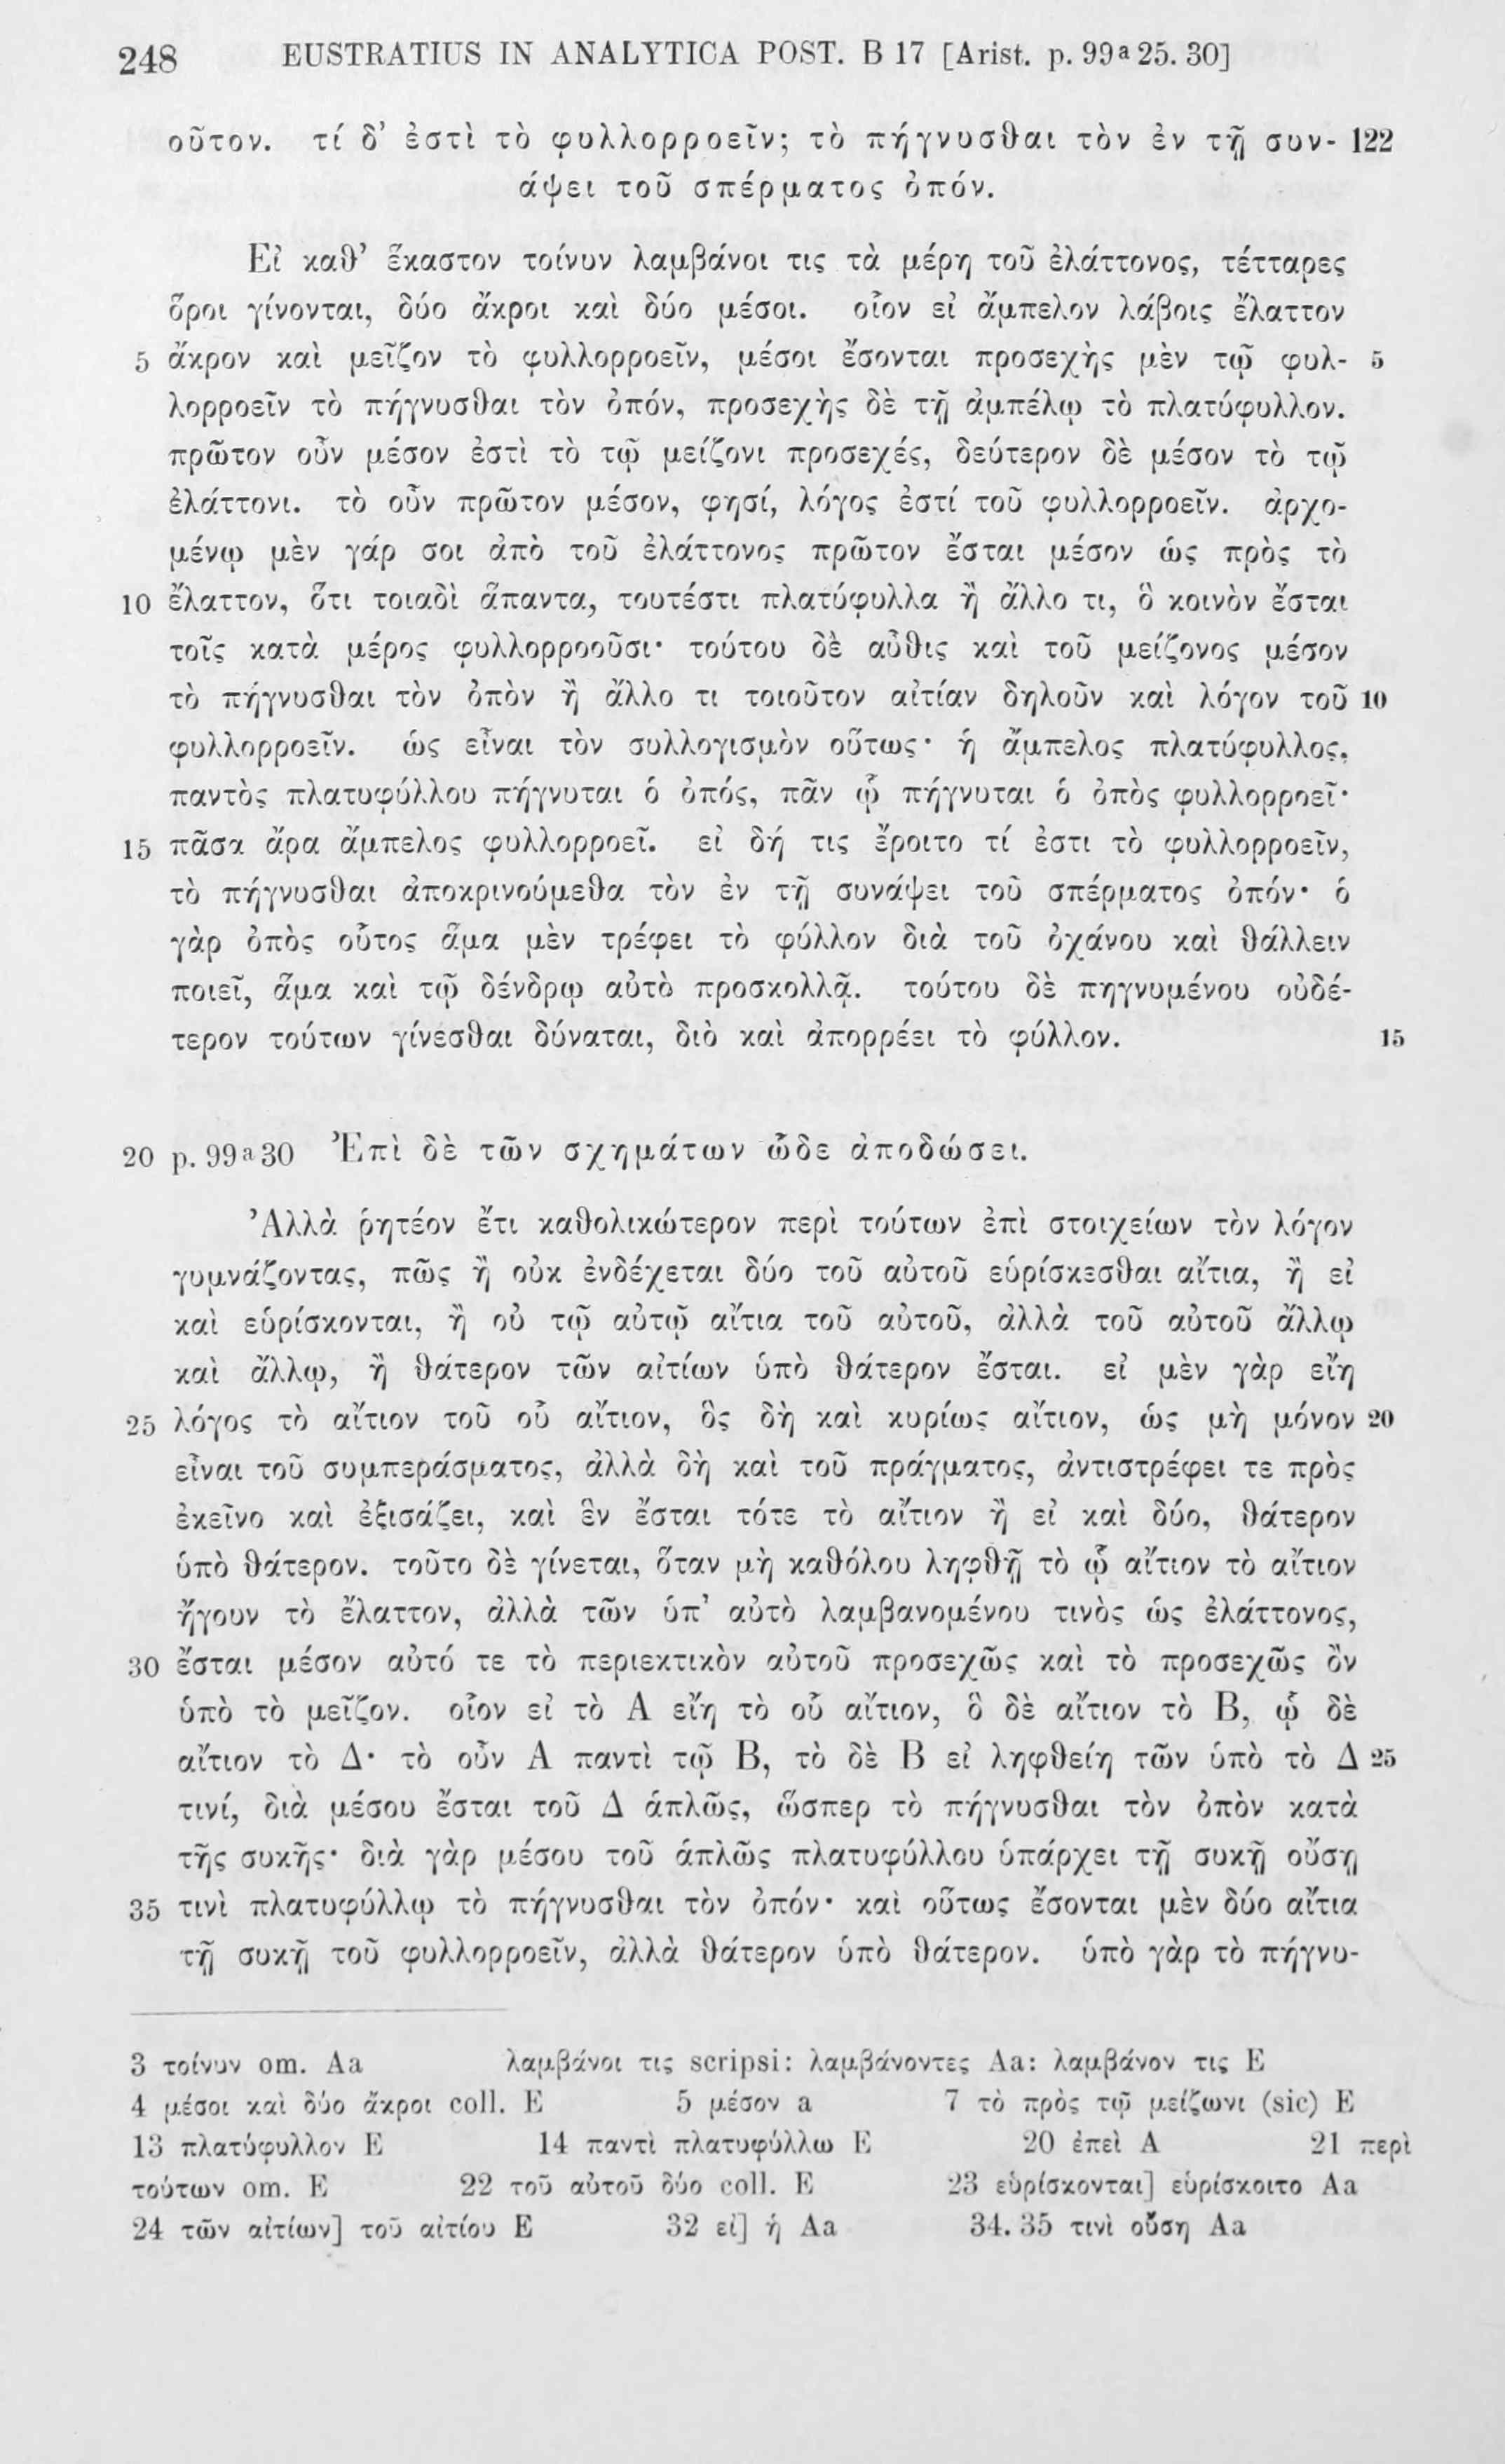 248 EUSTRATIUS IN ANALYTICA POST. B 17 [Arist. p. 99ª25. 30]
οῦτον. τί δ’ ἐστὶ τὸ φυλλορροεῖν; τὸ πήγνυσθαι τὸν ἐν τῇ συν- 122
άψει τοῦ σπέρματος ὀπόν.
Εἰ καθ’ ἕκαστον τοίνυν λαμβάνοι τις τὰ μέρη τοῦ ἐλάττονος, τέτταρες
ὅροι γίνονται, δύο ἄκροι καὶ δύο μέσοι. οἷον εἰ ἄμπελον λάβοις ἔλαττον
5 ἄκρον καὶ μεῖζον τὸ φυλλορροεῖν, μέσοι ἔσονται προσεχὴς μὲν τῷ φυλ- 5
λορροεῖν τὸ πήγνυσθαι τὸν ὀπόν, προσεχὴς δὲ τῇ ἀμπέλῳ τὸ πλατύφυλλον.
πρῶτον οὖν μέσον ἐστὶ τὸ τῷ μείζονι προσεχές, δεύτερον δὲ μέσον τὸ τῷ
ἐλάττονι. τὸ οὖν πρῶτον μέσον, φησί, λόγος ἐστί τοῦ φυλλορροεῖν. ἀρχο-
μένῳ μὲν γάρ σοι ἀπὸ τοῦ ἐλάττονος πρῶτον ἔσται μέσον ὡς πρὸς τὸ
10 ἔλαττον, ὅτι τοιαδὶ ἅπαντα, τουτέστι πλατύφυλλα ἢ ἄλλο τι, ὃ κοινὸν ἔσται
τοῖς κατὰ μέρος φυλλορροοῦσι· τούτου δὲ αὖθις καὶ τοῦ μείζονος μέσον
τὸ πήγνυσθαι τὸν ὀπὸν ἢ ἄλλο τι τοιοῦτον αἰτίαν δηλοῦν καὶ λόγον τοῦ 10
φυλλορροεῖν. ὡς εἶναι τὸν συλλογισμὸν οὕτως· ἡ ἄμπελος πλατύφυλλος,
παντὸς πλατυφύλλου πήγνυται ὁ ὀπός, πᾶν ᾧ πήγνυται ὁ ὀπὸς φυλλορροεῖ·
15 πᾶσα ἄρα ἄμπελος φυλλορροεῖ. εἰ δή τις ἔροιτο τί ἐστι τὸ φυλλορροεῖν,
τὸ πήγνυσθαι ἀποκρινούμεθα τὸν ἐν τῇ συνάψει τοῦ σπέρματος ὀπόν· ὁ
γὰρ ὀπὸς οὗτος ἅμα μὲν τρέφει τὸ φύλλον διὰ τοῦ ὀχάνου καὶ θάλλειν
ποιεῖ, ἅμα καὶ τῷ δένδρῳ αὐτὸ προσκολλᾷ. τούτου δὲ πηγνυμένου οὐδέ-
τερον τούτων γίνεσθαι δύναται, διὸ καὶ ἀπορρέει τὸ φύλλον. 15
20 p. 99ª30 Ἐπὶ δὲ τῶν σχημάτων ὧδε ἀποδώσει.
Ἀλλὰ ῥητέον ἔτι καθολικώτερον περὶ τούτων ἐπὶ στοιχείων τὸν λόγον
γυμνάζοντας, πῶς ἢ οὐκ ἐνδέχεται δύο τοῦ αὐτοῦ εὑρίσκεσθαι αἴτια, ἢ εἰ
καὶ εὑρίσκονται, ἢ οὐ τῷ αὐτῷ αἴτια τοῦ αὐτοῦ, ἀλλὰ τοῦ αὐτοῦ ἄλλῳ
καὶ ἄλλῳ, ἢ θάτερον τῶν αἰτίων ὑπὸ θάτερον ἔσται. εἰ μὲν γὰρ εἴη
25 λόγος τὸ αἴτιον τοῦ οὗ αἴτιον, ὃς δὴ καὶ κυρίως αἴτιον, ὡς μὴ μόνον 20
εἶναι τοῦ συμπεράσματος, ἀλλὰ δὴ καὶ τοῦ πράγματος, ἀντιστρέφει τε πρὸς
ἐκεῖνο καὶ ἐξισάζει, καὶ ἓν ἔσται τότε τὸ αἴτιον ἢ εἰ καὶ δύο, θάτερον
ὑπὸ θάτερον. τοῦτο δὲ γίνεται, ὅταν μὴ καθόλου ληφθῇ τὸ ᾧ αἴτιον τὸ αἴτιον
ἤγουν τὸ ἔλαττον, ἀλλὰ τῶν ὑπ’ αὐτὸ λαμβανομένου τινὸς ὡς ἐλάττονος,
30 ἔσται μέσον αὐτό τε τὸ περιεκτικὸν αὐτοῦ προσεχῶς καὶ τὸ προσεχῶς ὂν
ὑπὸ τὸ μεῖζον. οἷον εἰ τὸ Α εἴη τὸ οὗ αἴτιον, ὃ δὲ αἴτιον τὸ Β, ᾧ δὲ
αἴτιον τὸ Δ· τὸ οὖν Α παντὶ τῷ Β, τὸ δὲ Β εἰ ληφθείη τῶν ὑπὸ τὸ Δ 25
τινί, διὰ μέσου ἔσται τοῦ Δ ἁπλῶς, ὥσπερ τὸ πήγνυσθαι τὸν ὀπὸν κατὰ
τῆς συκῆς· διὰ γὰρ μέσου τοῦ ἁπλῶς πλατυφύλλου ὑπάρχει τῇ συκῇ οὔσῃ
35 τινὶ πλατυφύλλῳ τὸ πήγνυσθαι τὸν ὀπόν· καὶ οὕτως ἔσονται μὲν δύο αἴτια
τῇ συκῇ τοῦ φυλλορροεῖν, ἀλλὰ θάτερον ὑπὸ θάτερον. ὑπὸ γὰρ τὸ πήγνυ-
3 τοίνυν om. Aa λαμβάνοι τις scripsi: λαμβάνοντες Aa: λαμβάνον τις E
4 μέσοι καὶ δύο ἄκροι coll. E 5 μέσον a 7 τὸ πρὸς τῷ μείζωνι (sic) E
13 πλατύφυλλον E 14 παντὶ πλατυφύλλω E 20 ἐπεὶ A 21 περὶ
τούτων om. E 22 τοῦ αὐτοῦ δύο coll. E 23 εὑρίσκονται] εὑρίσκοιτο Aa
24 τῶν αἰτίων] τοῦ αἰτίου E 32 εἰ] ἡ Aa 34. 35 τινὶ οὔση Aa